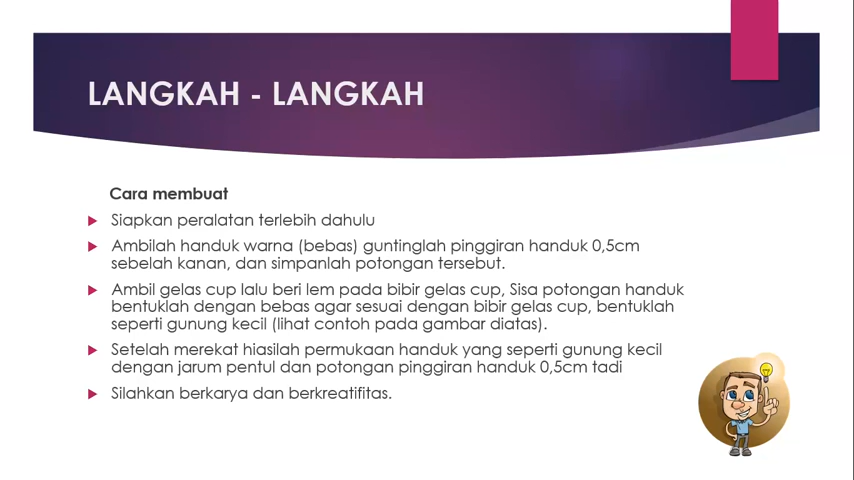 LANGKAH - LANGKAH
Cara membuat
Siapkan peralatan terlebih dahulu
Ambilah handuk warna (bebas) guntinglah pinggiran handuk 0,5cm
sebelah kanan, dan simpanlah potongan tersebut.
Ambil gelas cup lalu beri lem pada bibir gelas cup, Sisa potongan handuk
bentuklah dengan bebas agar sesuai dengan bibir gelas cup, bentuklah
seperti gunung kecil (lihat contoh pada gambar diatas).
Setelah merekat hiasilah permukaan handuk yang seperti gunung kecil
dengan jarum pentul dan potongan pinggiran handuk 0,5cm tadi
Silahkan berkarya dan berkreatifitas.